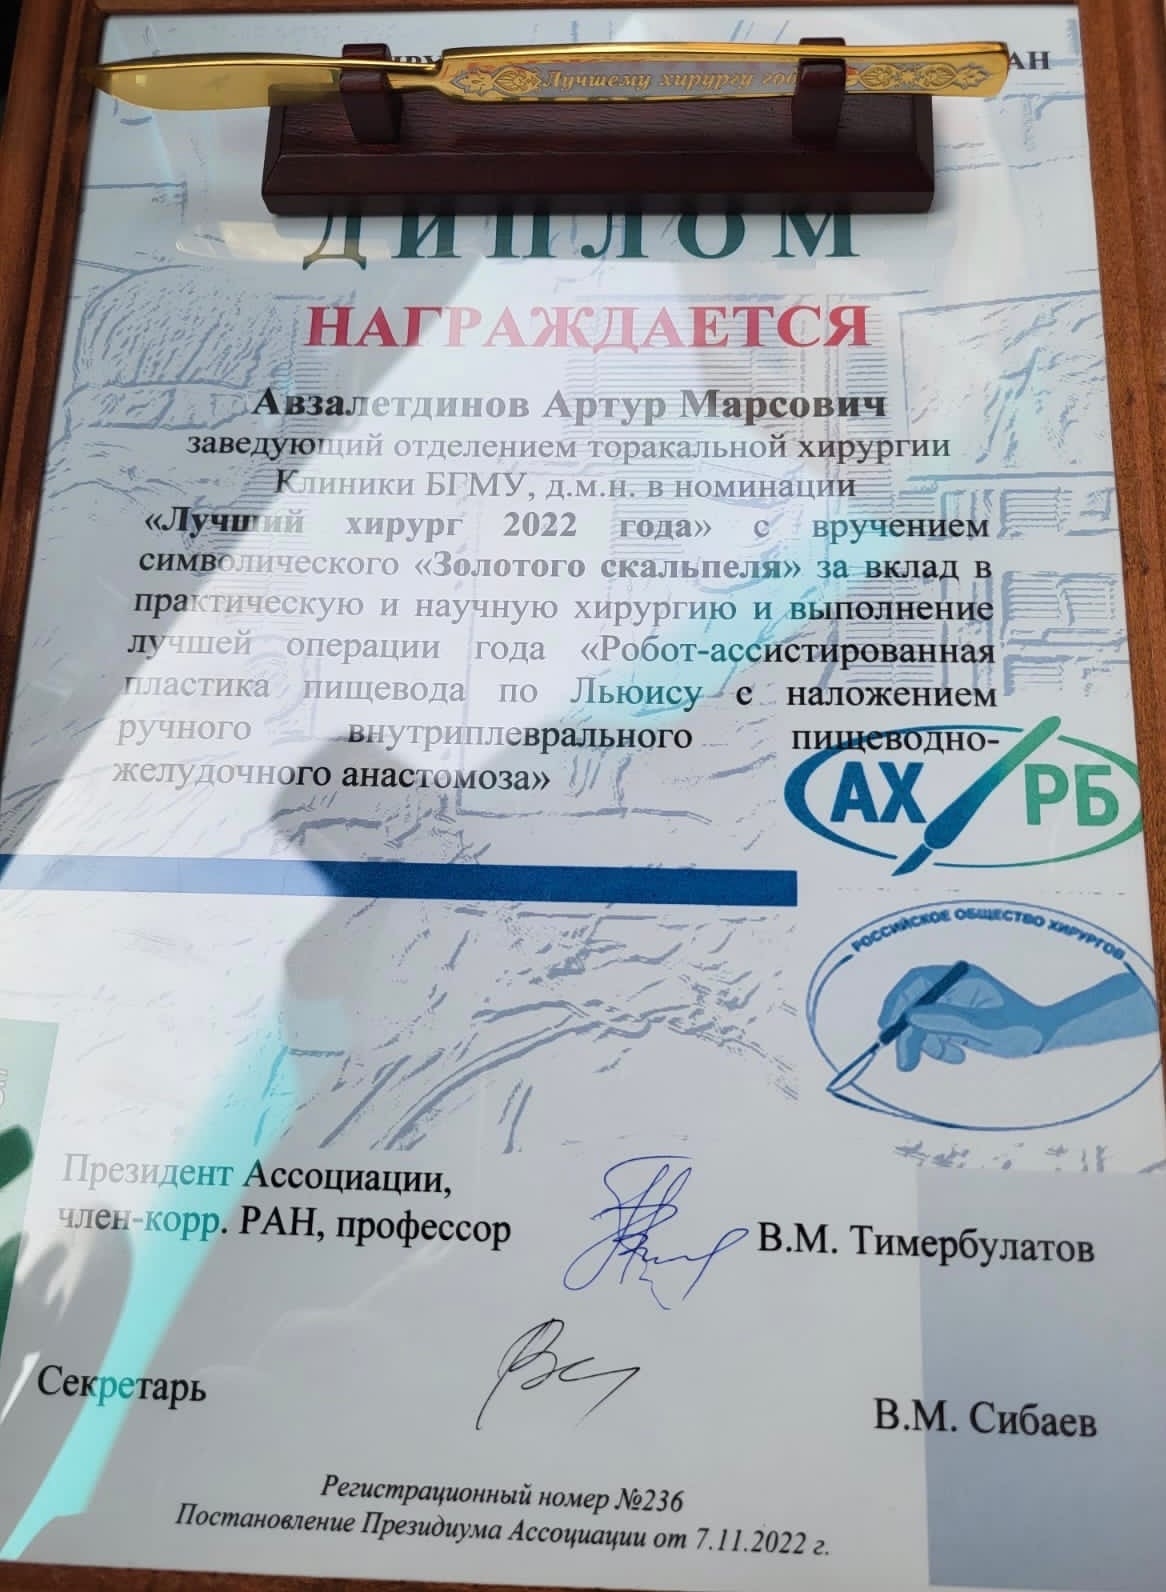 Лучшему хирургу
ДИПЛОМ
НАГРАЖДАЕТСЯ
Авзалетдинов Артур Марсович
заведующий отделением торакальной хирургии
Клиники БГМУ, д.м.н. в номинации
«Лучший хирург 2022 года» с вручением
символического «Золотого скальпеля» за вклад в
практическую и научную хирургию и выполнение
лучшей операции года «Робот-ассистированная
пластика пищевода по Льюису с наложением
ручного внутриплеврального пищеводно-
желудочного анастомоза»
АХ РБ
РОССИЙСКОЕ ОБЩЕСТВО ХИРУРГОВ
Президент Ассоциации,
член-корр. РАН, профессор
В.М. Тимербулатов
Секретарь
В.М. Сибаев
Регистрационный номер №236
Постановление Президиума Ассоциации от 7.11.2022 г.